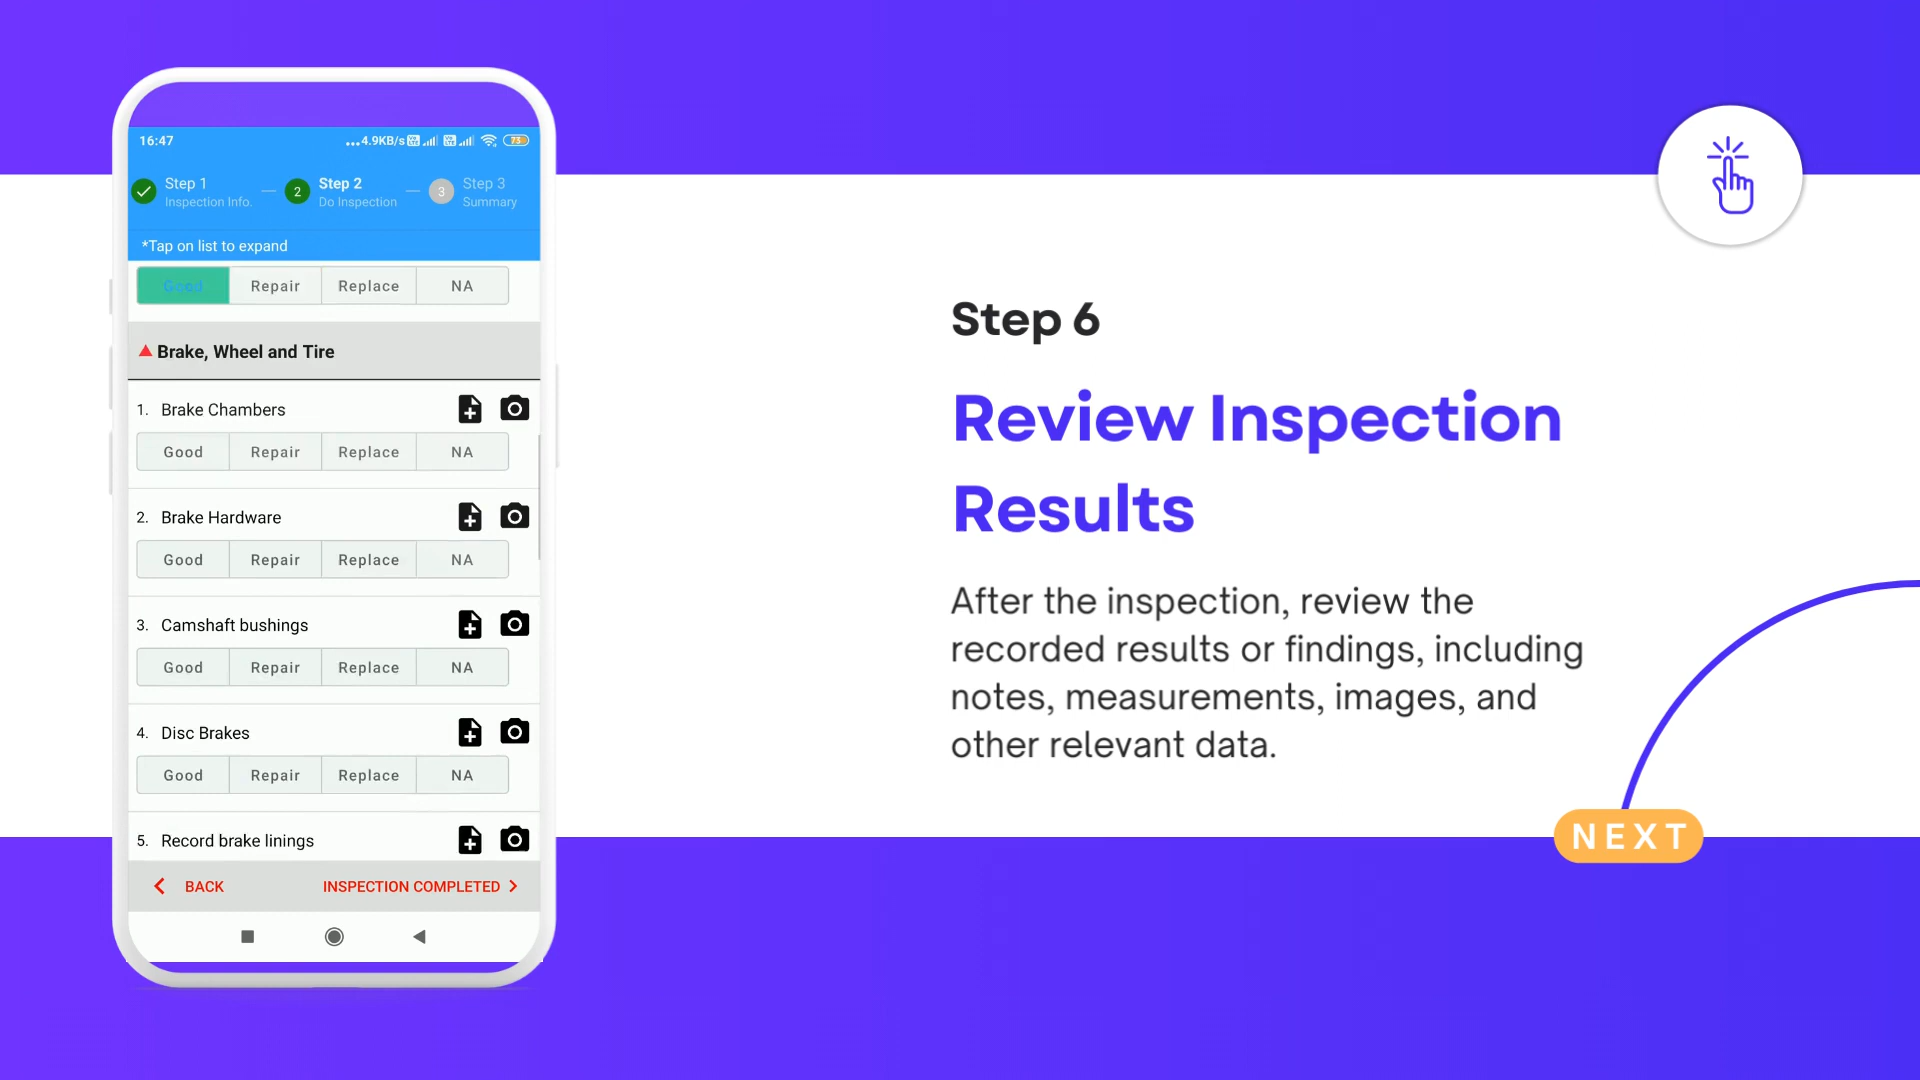 16:47
...4.9KB/s
73
Step 1
Inspection Info.
2
Step 2
Do Inspection
3
Step 3
Summary
*Tap on list to expand
Good Repair Replace NA
Brake, Wheel and Tire
1. Brake Chambers
Good Repair Replace NA
2. Brake Hardware
Good Repair Replace NA
3. Camshaft bushings
Good Repair Replace NA
4. Disc Brakes
Good Repair Replace NA
5. Record brake linings
BACK
INSPECTION COMPLETED
Step 6
Review Inspection
Results
After the inspection, review the
recorded results or findings, including
notes, measurements, images, and
other relevant data.
NEXT